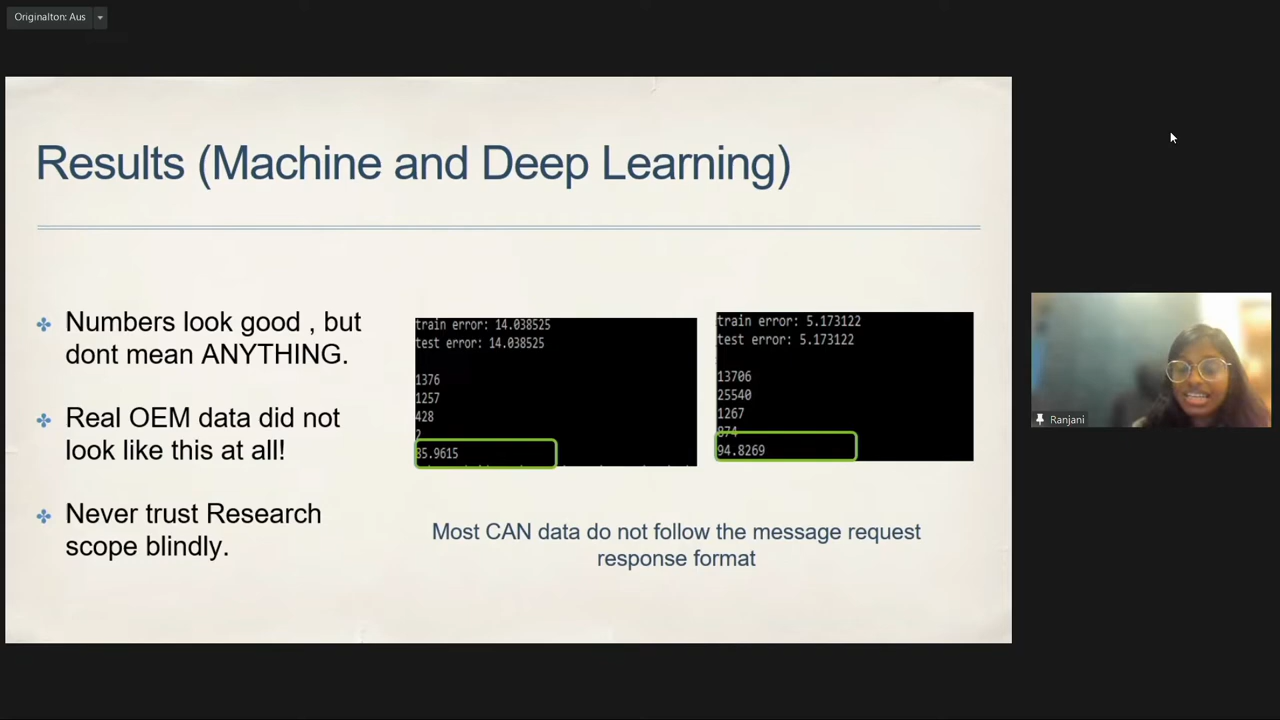 Originalton: Aus
Results (Machine and Deep Learning)
Numbers look good , but
dont mean ANYTHING.
Real OEM data did not
look like this at all!
Never trust Research
scope blindly.
train error: 14.038525
test error: 14.038525
1376
1257
428
2
85.9615
train error: 5.173122
test error: 5.173122
13706
25540
1267
874
94.8269
Most CAN data do not follow the message request
response format
Ranjani